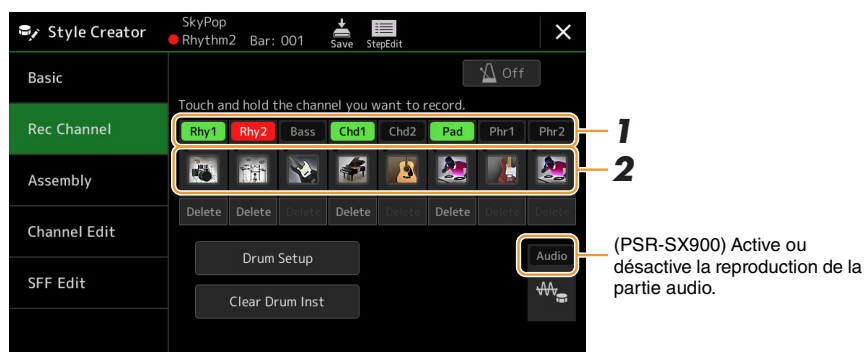 Style Creator
SkyPop
Rhythm2 Bar: 001
Save StepEdit
Basic
Off
Touch and hold the channel you want to record.
Rec Channel
Rhy1 Rhy2 Bass Chd1 Chd2 Pad Phr1 Phr2
1
Assembly
2
Delete Delete Delete Delete Delete Delete Delete Delete
Channel Edit
Drum Setup
Audio
(PSR-SX900) Active ou
désactive la reproduction de la
partie audio.
SFF Edit
Clear Drum Inst